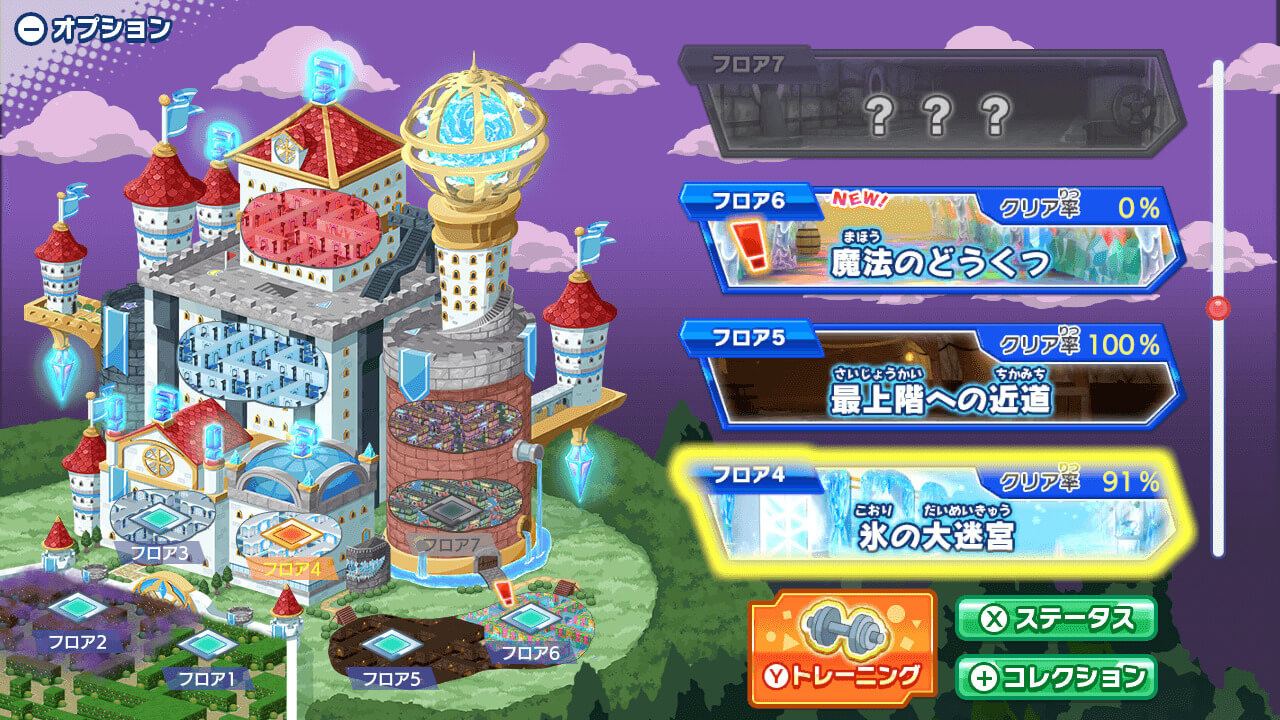 オプション
フロア7
???
フロア6
NEW!
クリア率
りつ
0%
まほう
魔法のどうくつ
フロア5
クリア率
りつ
100%
さいじょうかい ちかみち
最上階への近道
フロア4
クリア率
りつ
91%
こおり だいめいきゅう
氷の大迷宮
フロア3
フロア4
フロア7
フロア2
フロア1
フロア5
フロア6
Y トレーニング
X ステータス
+ コレクション